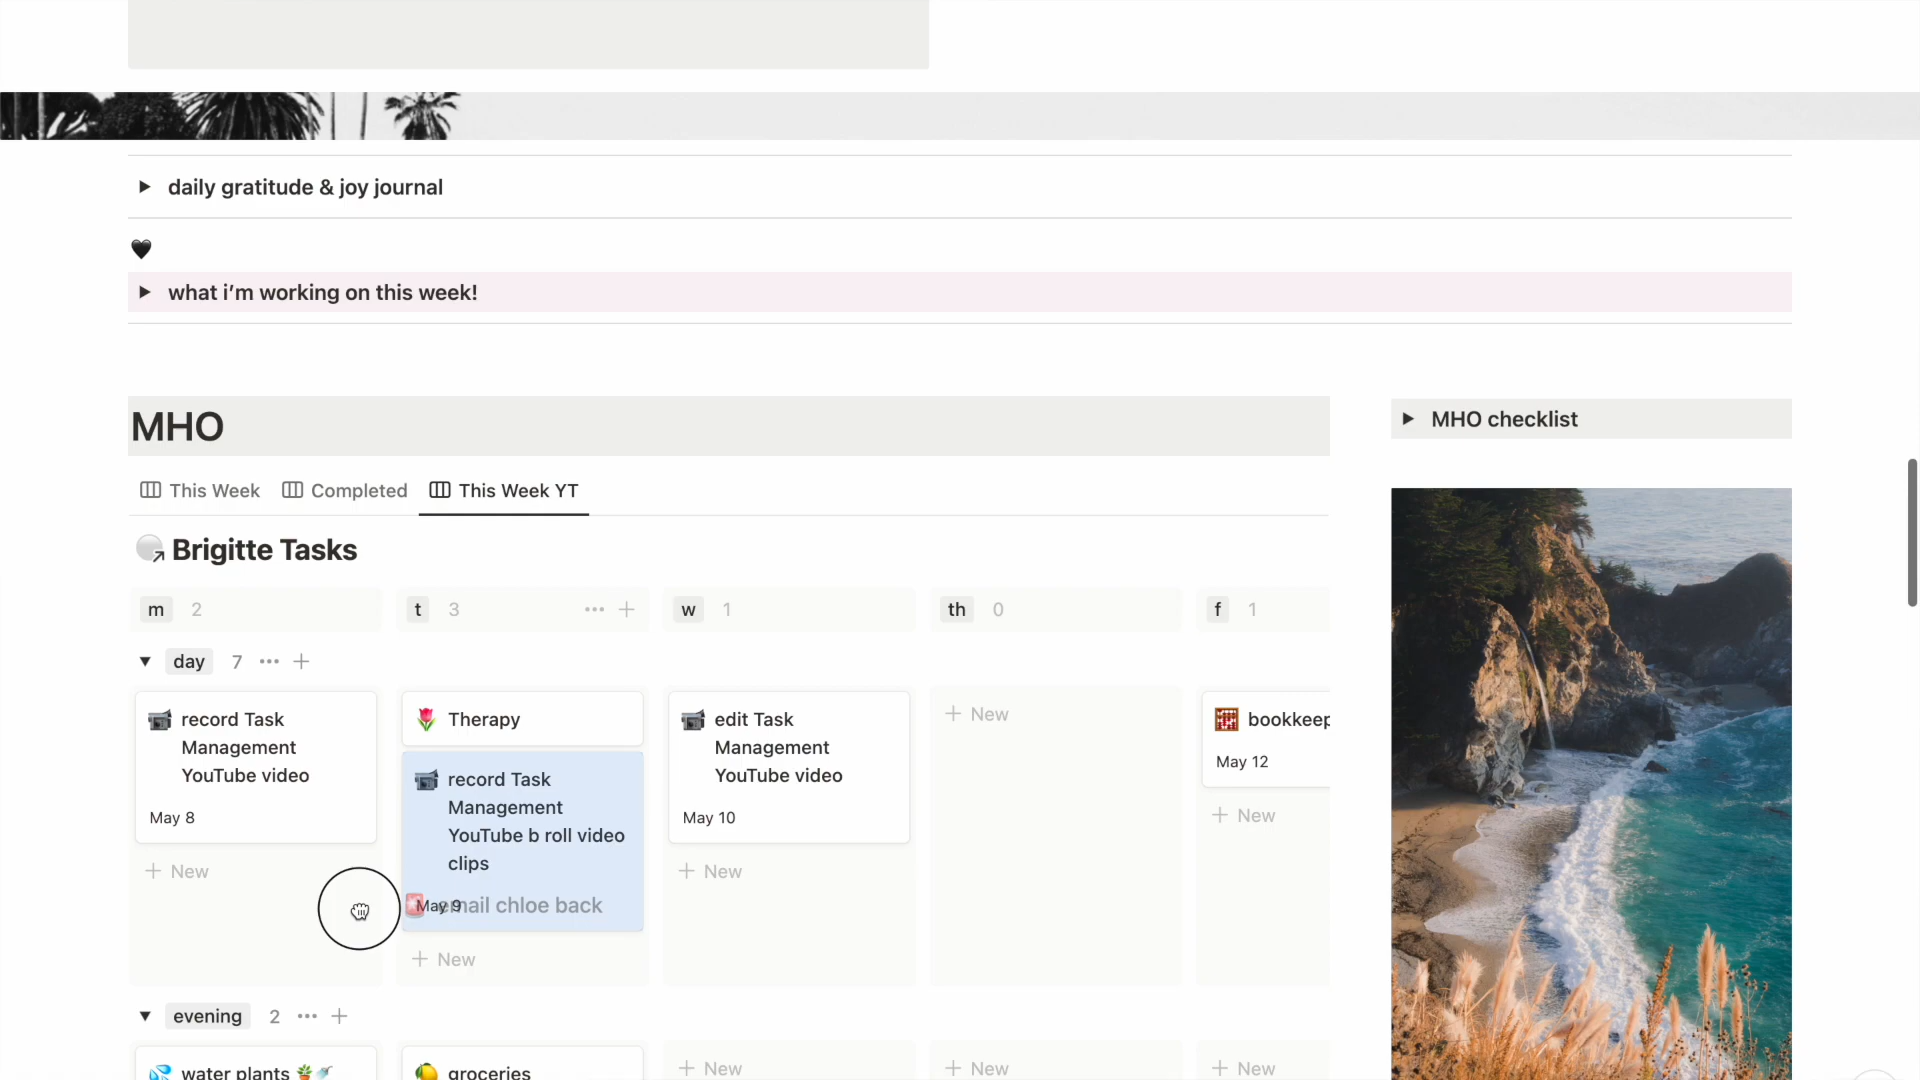 daily gratitude & joy journal
what i'm working on this week!
MHO
MHO checklist
This Week
Completed
This Week YT
Brigitte Tasks
m 2
t 3
w 1
th 0
f 1
day 7
record Task
Management
YouTube video
May 8
New
Therapy
record Task
Management
YouTube b roll video
clips
May 9
email chloe back
New
edit Task
Management
YouTube video
May 10
New
New
bookkeep
May 12
New
evening 2
water plants
groceries
New
New
New